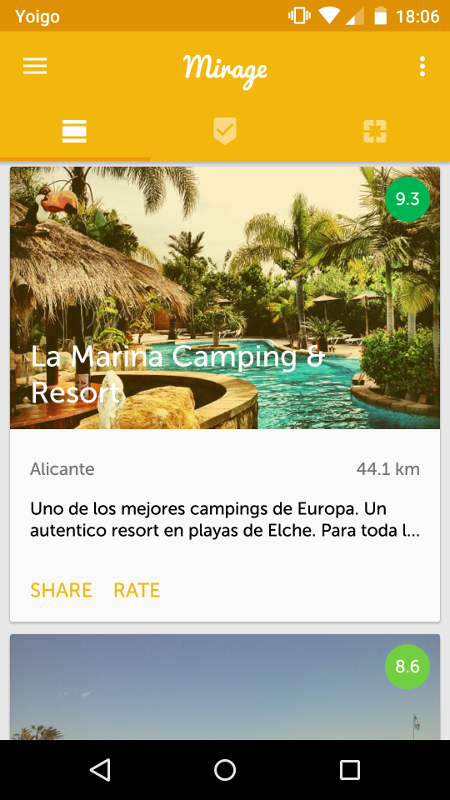 Yoigo 18:06
Mirage
9.3
La Marina Camping &
Resort
Alicante 44.1 km
Uno de los mejores campings de Europa. Un
autentico resort en playas de Elche. Para toda l...
SHARE RATE
8.6